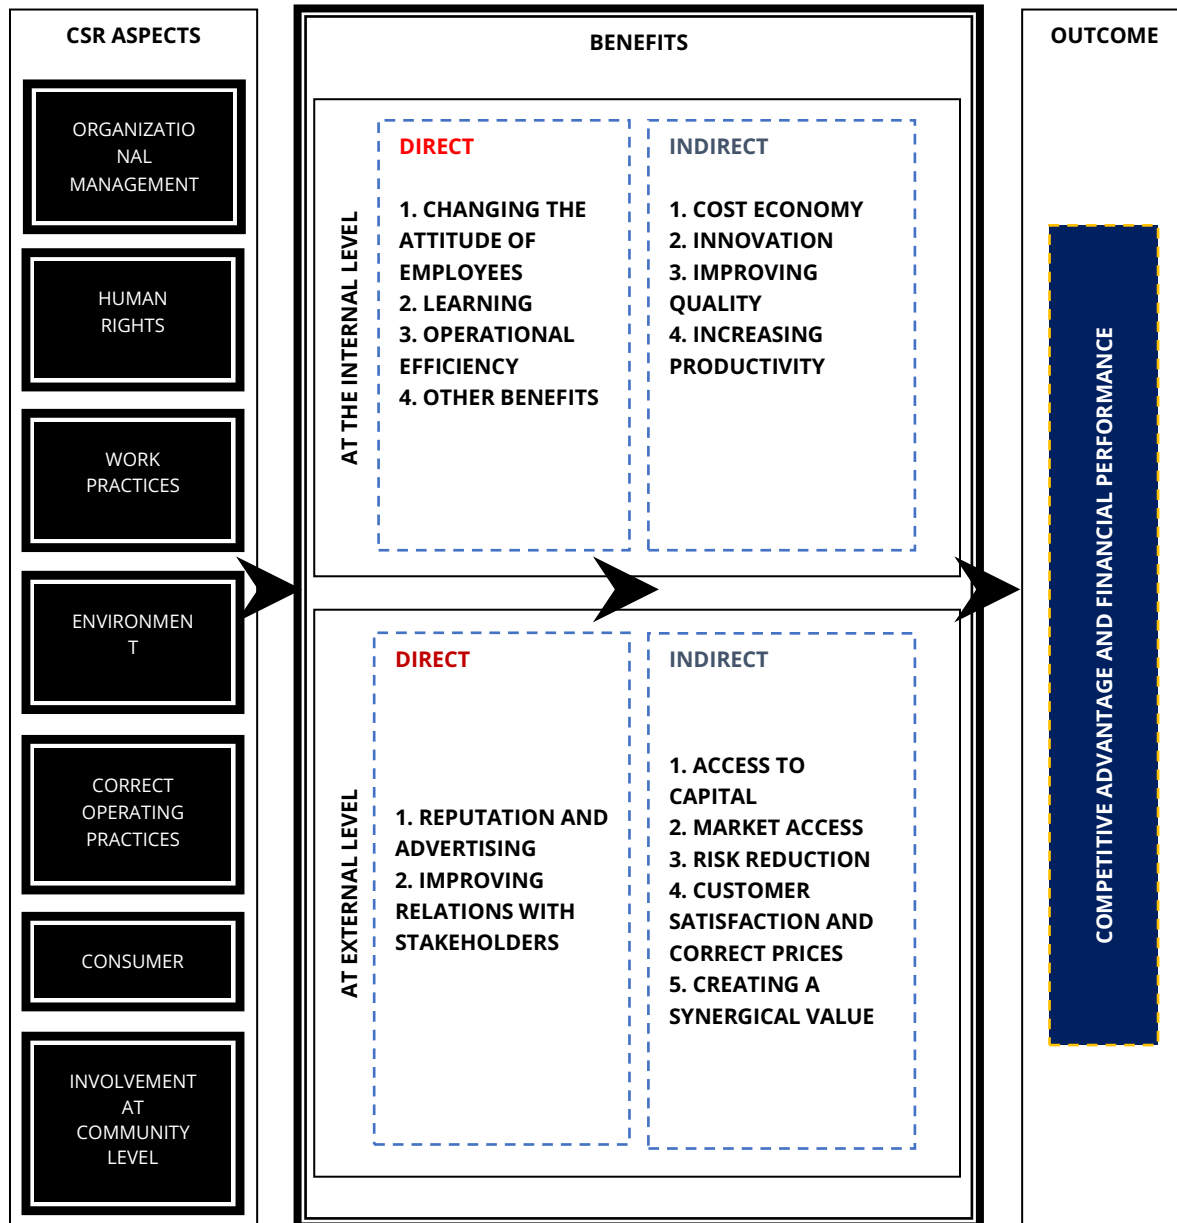 CSR ASPECTS
ORGANIZATIO
NAL
MANAGEMENT
HUMAN
RIGHTS
WORK
PRACTICES
ENVIRONMEN
T
CORRECT
OPERATING
PRACTICES
CONSUMER
INVOLVEMENT
AT
COMMUNITY
LEVEL
BENEFITS
AT THE INTERNAL LEVEL
DIRECT
1. CHANGING THE
ATTITUDE OF
EMPLOYEES
2. LEARNING
3. OPERATIONAL
EFFICIENCY
4. OTHER BENEFITS
INDIRECT
1. COST ECONOMY
2. INNOVATION
3. IMPROVING
QUALITY
4. INCREASING
PRODUCTIVITY
AT EXTERNAL LEVEL
DIRECT
1. REPUTATION AND
ADVERTISING
2. IMPROVING
RELATIONS WITH
STAKEHOLDERS
INDIRECT
1. ACCESS TO
CAPITAL
2. MARKET ACCESS
3. RISK REDUCTION
4. CUSTOMER
SATISFACTION AND
CORRECT PRICES
5. CREATING A
SYNERGICAL VALUE
OUTCOME
COMPETITIVE ADVANTAGE AND FINANCIAL PERFORMANCE